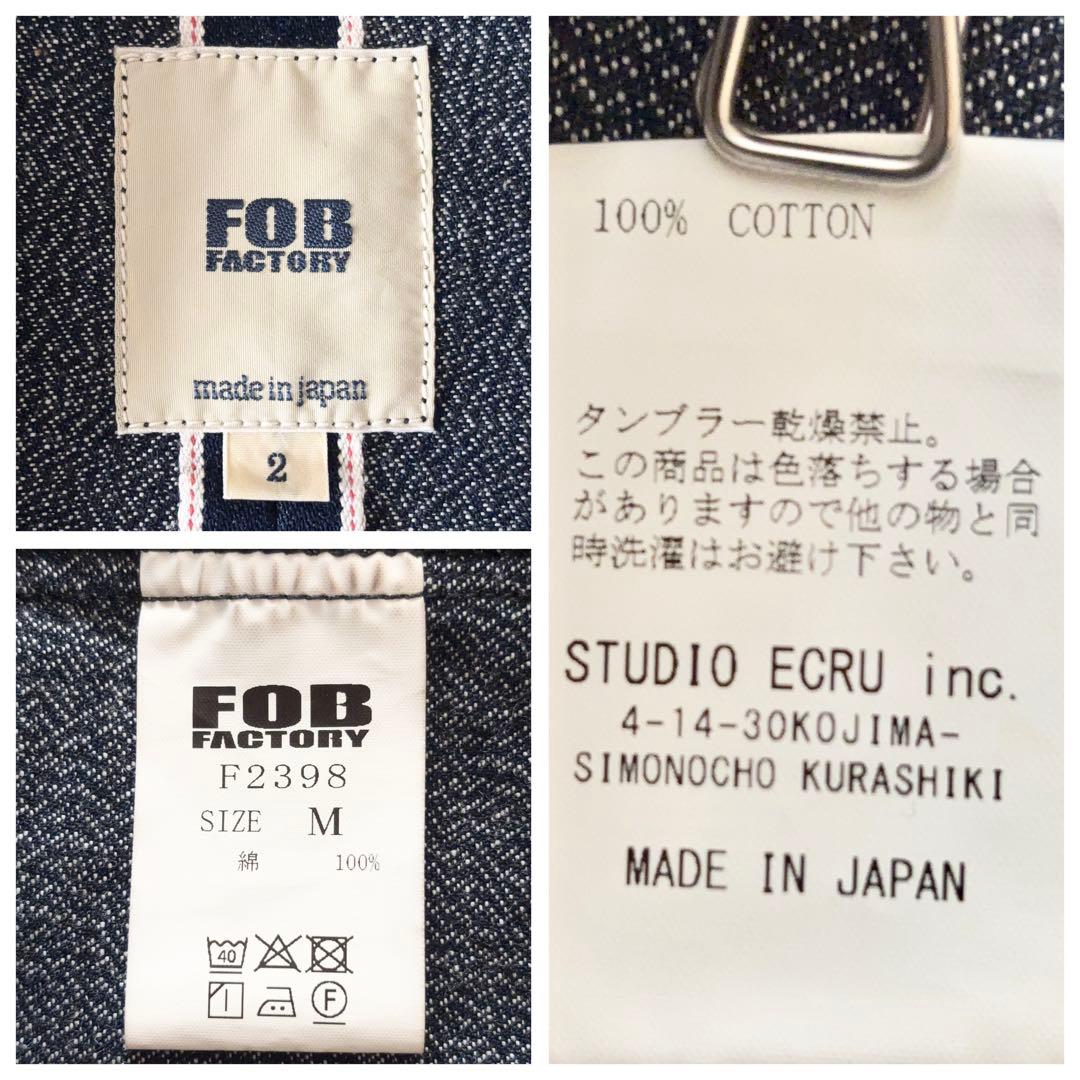 FOB
FACTORY
made in japan
2
FOB
FACTORY
F2398
SIZE M
綿 100%
40
F
100% COTTON
タンブラー乾燥禁止。
この商品は色落ちする場合
がありますので他の物と同
時洗濯はお避け下さい。
STUDIO ECRU inc.
4-14-30KOJIMA-
SIMONOCHO KURASHIKI
MADE IN JAPAN